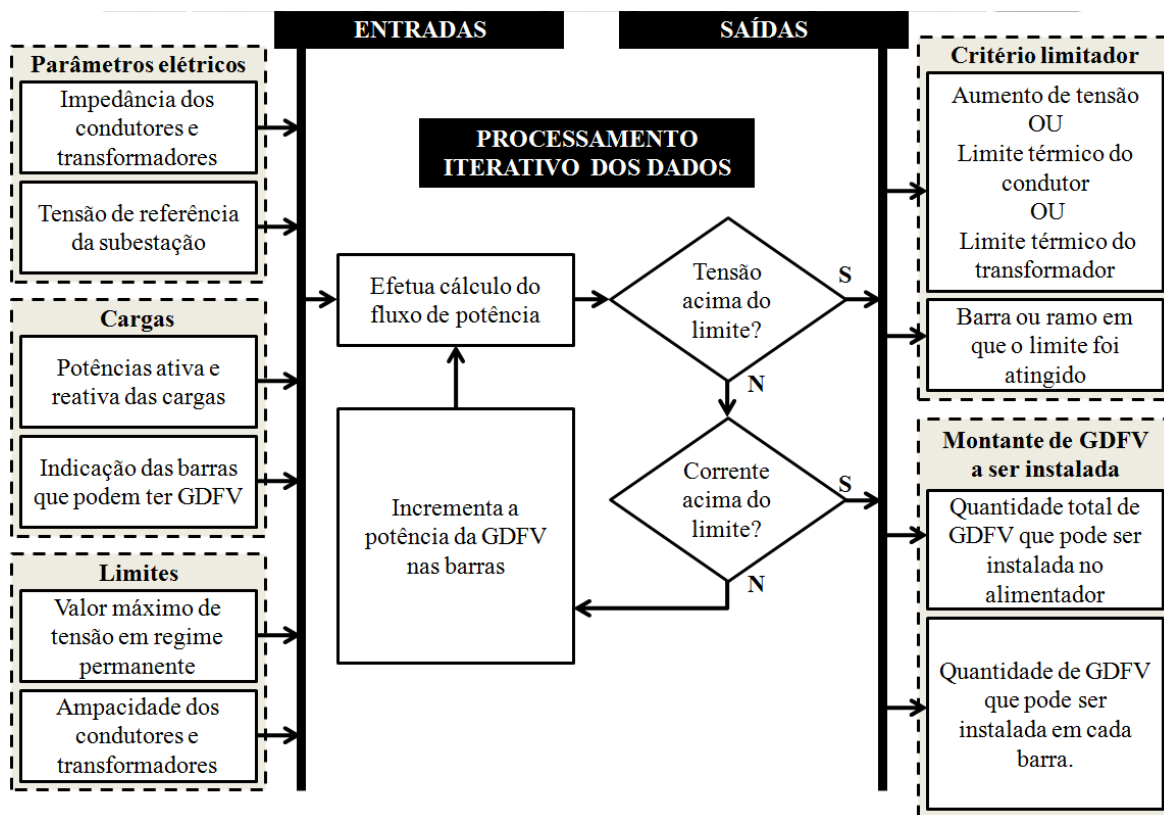 ENTRADAS
SAÍDAS
Parâmetros elétricos
Impedância dos
condutores e
transformadores
Tensão de referência
da subestação
Cargas
Potências ativa e
reativa das cargas
Indicação das barras
que podem ter GDFV
Limites
Valor máximo de
tensão em regime
permanente
Ampacidade dos
condutores e
transformadores
PROCESSAMENTO
ITERATIVO DOS DADOS
Efetua cálculo do
fluxo de potência
Tensão
acima do
limite?
S
N
Corrente
acima do
limite?
S
N
Incrementa a
potência da GDFV
nas barras
Critério limitador
Aumento de tensão
OU
Limite térmico do
condutor
OU
Limite térmico do
transformador
Barra ou ramo em
que o limite foi
atingido
Montante de GDFV
a ser instalada
Quantidade total de
GDFV que pode ser
instalada no
alimentador
Quantidade de GDFV
que pode ser
instalada em cada
barra.